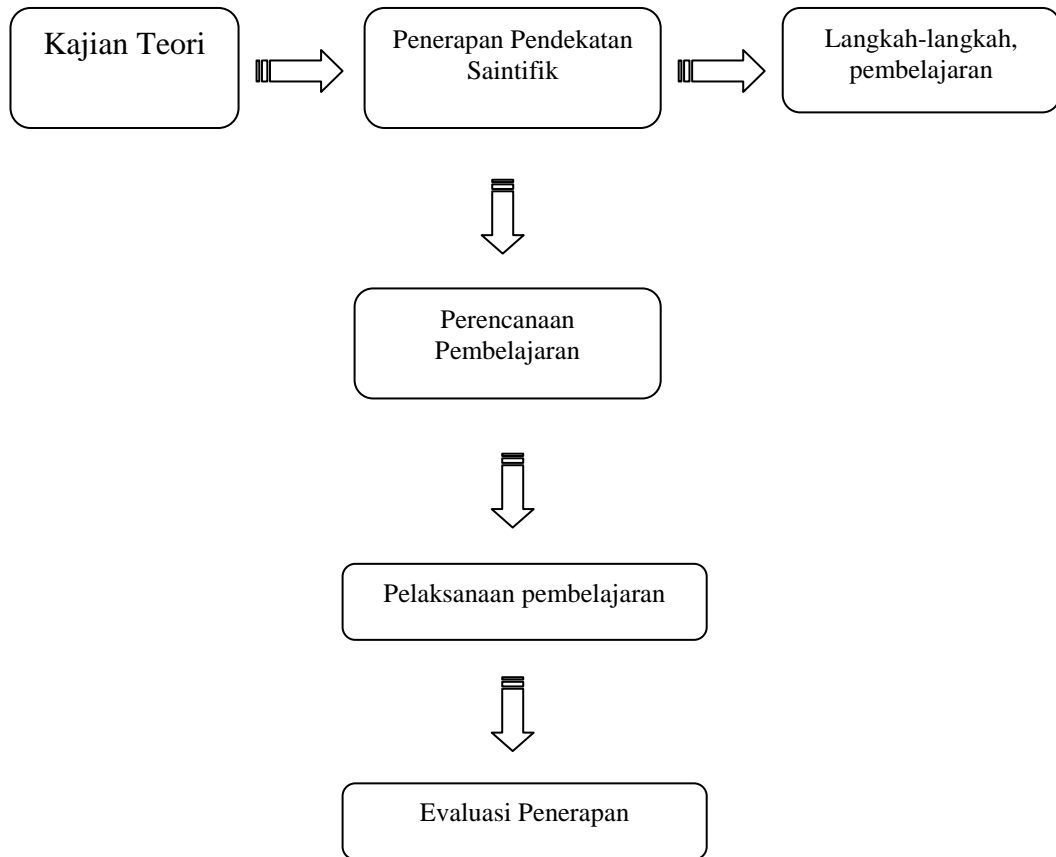 Kajian Teori
Penerapan Pendekatan
Saintifik
Langkah-langkah,
pembelajaran
Perencanaan
Pembelajaran
Pelaksanaan pembelajaran
Evaluasi Penerapan